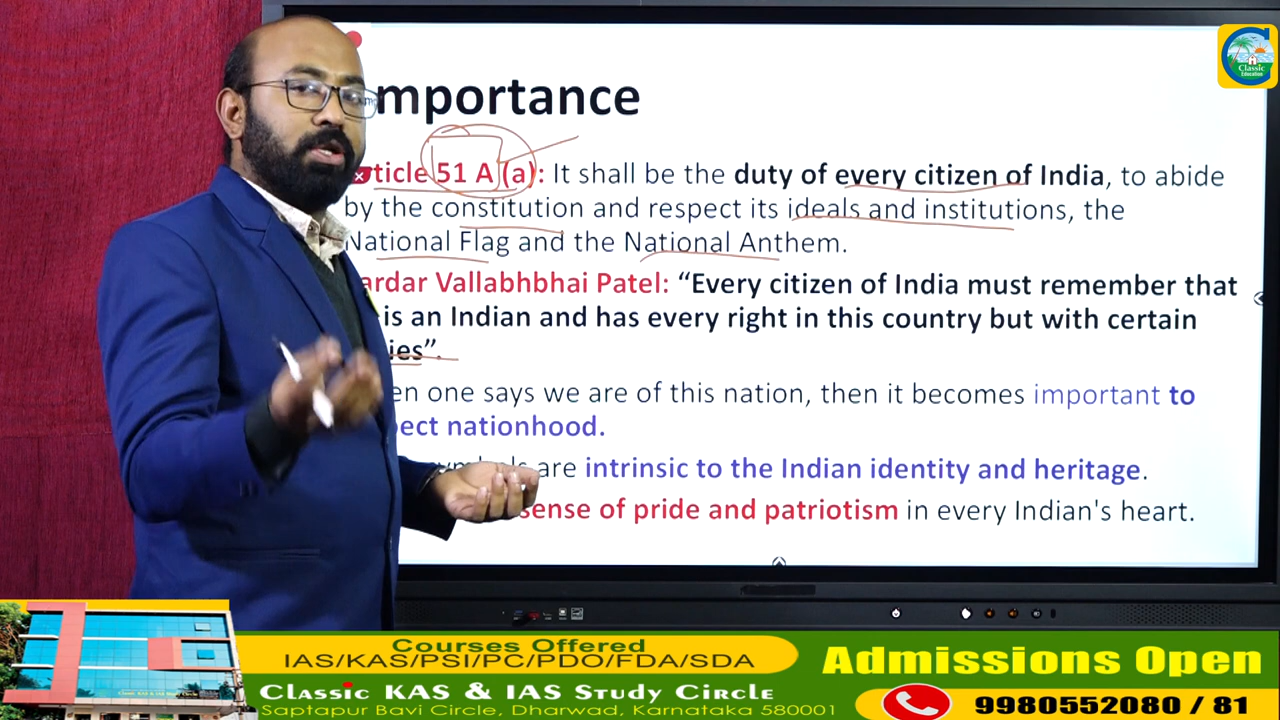 mportance
ticle 51 A (a): It shall be the duty of every citizen of India, to abide
by the constitution and respect its ideals and institutions, the
National Flag and the National Anthem.
ardar Vallabhbhai Patel: “Every citizen of India must remember that
is an Indian and has every right in this country but with certain
ies”.
en one says we are of this nation, then it becomes important to
pect nationhood.
ymbols are intrinsic to the Indian identity and heritage.
sense of pride and patriotism in every Indian's heart.
Classic
Education
Courses Offered
IAS/KAS/PSI/PC/PDO/FDA/SDA
Classic KAS & IAS Study Circle
Saptapur Bavi Circle, Dharwad, Karnataka 580001
Admissions Open
9980552080 / 81